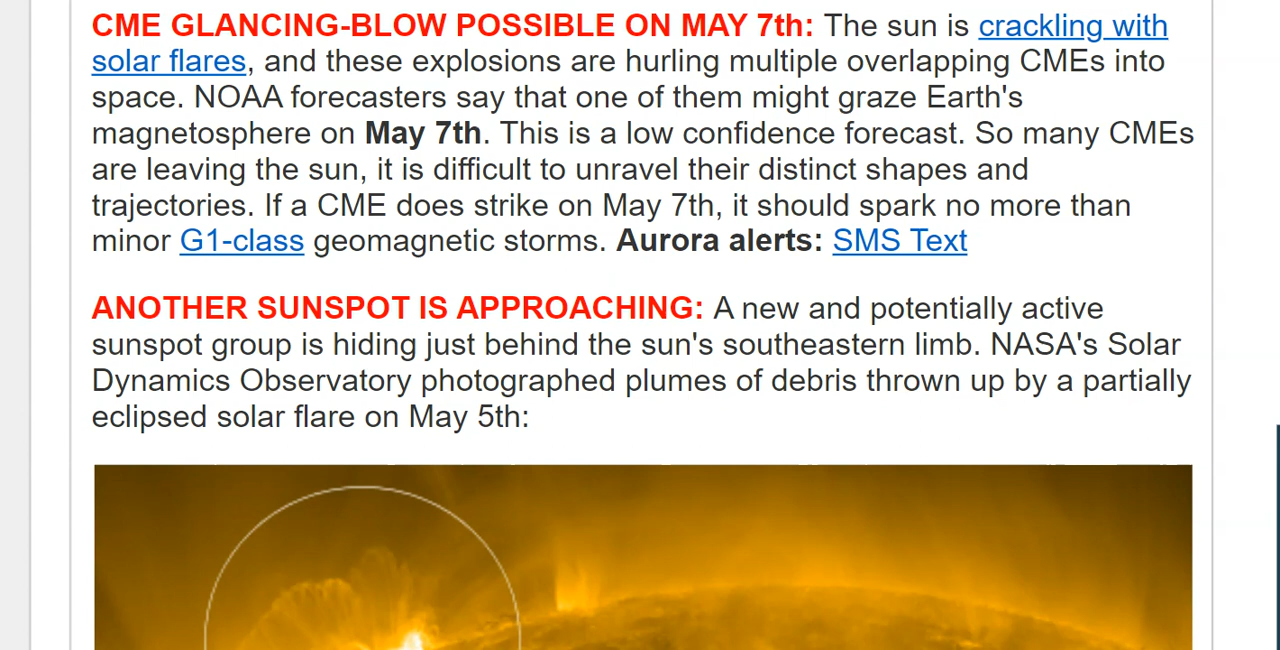 CME GLANCING-BLOW POSSIBLE ON MAY 7th: The sun is crackling with
solar flares, and these explosions are hurling multiple overlapping CMEs into
space. NOAA forecasters say that one of them might graze Earth's
magnetosphere on May 7th. This is a low confidence forecast. So many CMEs
are leaving the sun, it is difficult to unravel their distinct shapes and
trajectories. If a CME does strike on May 7th, it should spark no more than
minor G1-class geomagnetic storms. Aurora alerts: SMS Text
ANOTHER SUNSPOT IS APPROACHING: A new and potentially active
sunspot group is hiding just behind the sun's southeastern limb. NASA's Solar
Dynamics Observatory photographed plumes of debris thrown up by a partially
eclipsed solar flare on May 5th: